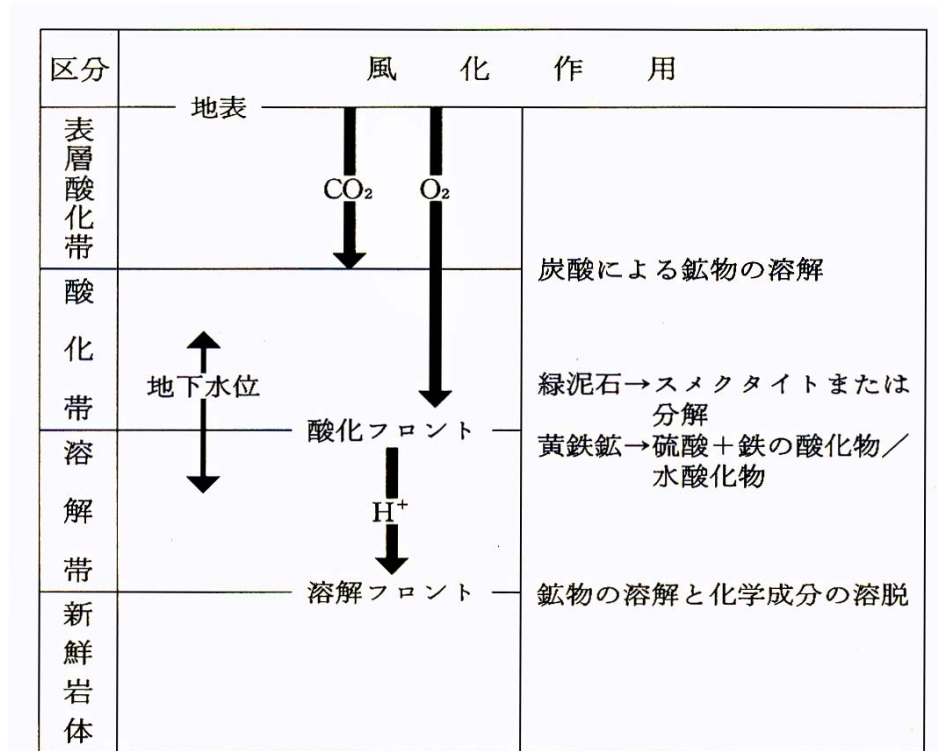 区分
風化作用
地表
表層酸化帯
CO₂
O₂
炭酸による鉱物の溶解
酸化帯
地下水位
緑泥石→スメクタイトまたは
分解
酸化フロント
黄鉄鉱→硫酸＋鉄の酸化物／
水酸化物
溶解帯
H⁺
溶解フロント
鉱物の溶解と化学成分の溶脱
新鮮岩体